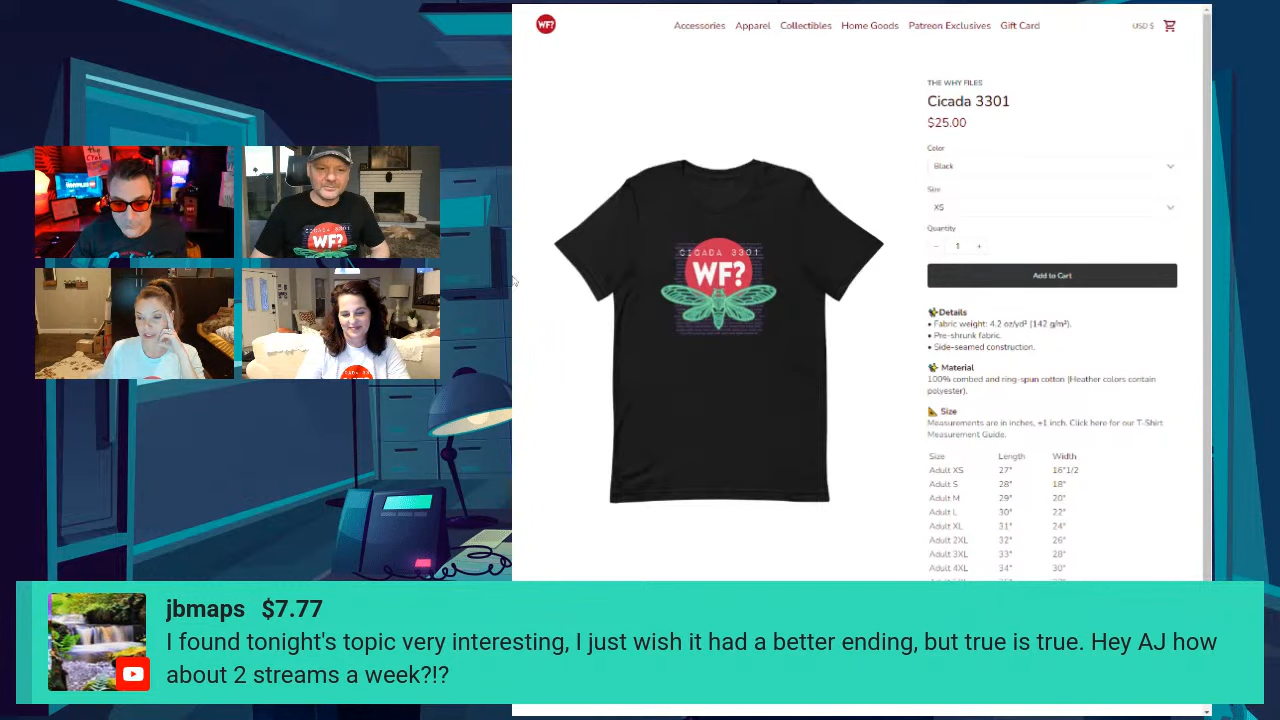 WF?
Accessories Apparel Collectibles Home Goods Patreon Exclusives Gift Card
USD $
THE WHY FILES
Cicada 3301
$25.00
Color
Black
Size
XS
Quantity
− 1 +
Add to Cart
Details
• Fabric weight: 4.2 oz/yd² (142 g/m²).
• Pre-shrunk fabric.
• Side-seamed construction.
Material
100% combed and ring-spun cotton (Heather colors contain
polyester).
Size
Measurements are in inches, ±1 inch. Click here for our T-Shirt
Measurement Guide.
Size Length Width
Adult XS 27" 16"1/2
Adult S 28" 18"
Adult M 29" 20"
Adult L 30" 22"
Adult XL 31" 24"
Adult 2XL 32" 26"
Adult 3XL 33" 28"
Adult 4XL 34" 30"
CICADA 3301
WF?
CICADA 3301
WF?
jbmaps $7.77
I found tonight's topic very interesting, I just wish it had a better ending, but true is true. Hey AJ how
about 2 streams a week?!?